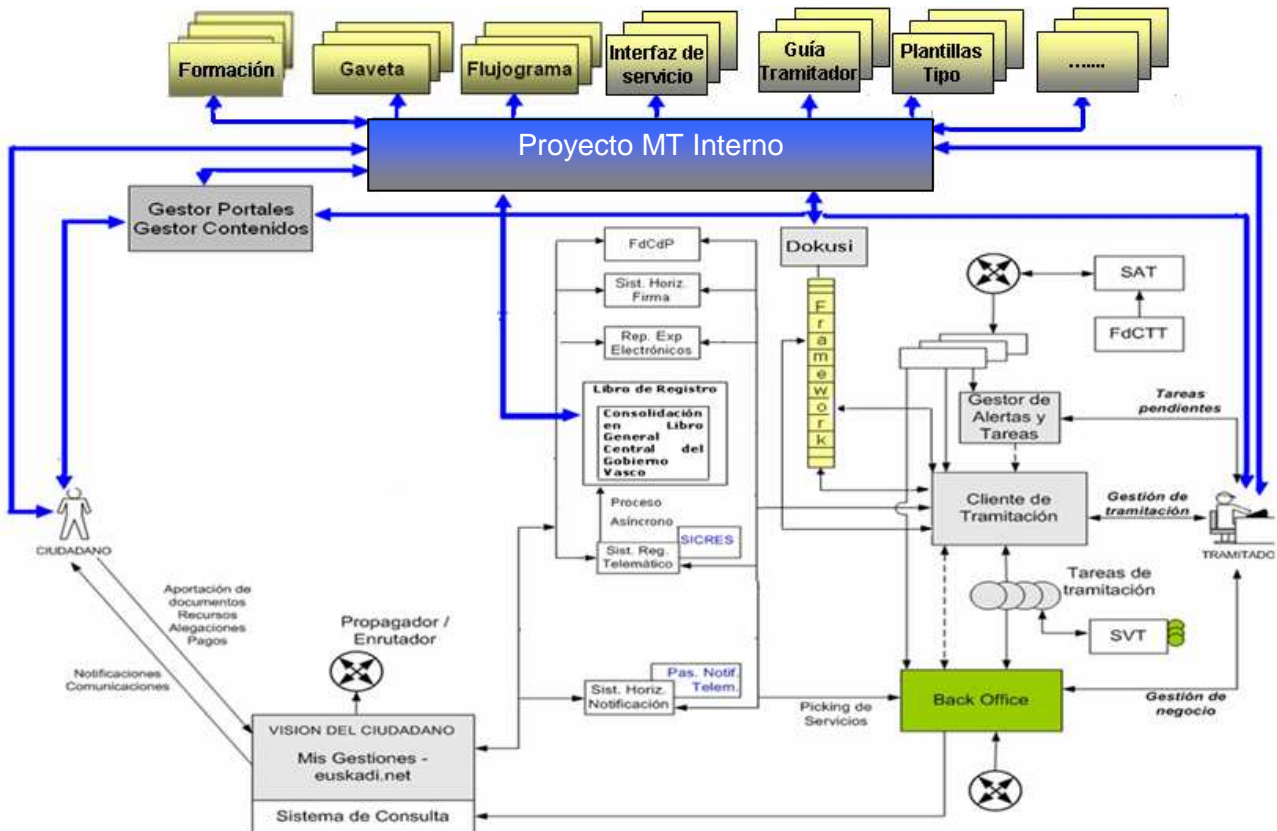 Formación
Gaveta
Flujograma
Interfaz de
servicio
Guía
Tramitador
Plantillas
Tipo
.......
Proyecto MT Interno
Gestor Portales
Gestor Contenidos
FdCdP
Sist. Horiz.
Firma
Rep. Exp
Electrónicos
Libro de Registro
Consolidación
en Libro
General
Central del
Gobierno
Vasco
Proceso
Asíncrono
SICRES
Sist. Reg.
Telemático
Dokusi
F
r
a
m
e
w
o
r
k
SAT
FdCTT
Gestor de
Alertas y
Tareas
Tareas
pendientes
Cliente de
Tramitación
Gestión de
tramitación
TRAMITADO
CIUDADANO
Aportación de
documentos
Recursos
Alegaciones
Pagos
Notificaciones
Comunicaciones
Propagador /
Enrutador
Tareas de
tramitación
SVT
Pas. Notif.
Telem.
Sist. Horiz.
Notificación
Picking de
Servicios
Back Office
Gestión de
negocio
VISION DEL CIUDADANO
Mis Gestiones -
euskadi.net
Sistema de Consulta